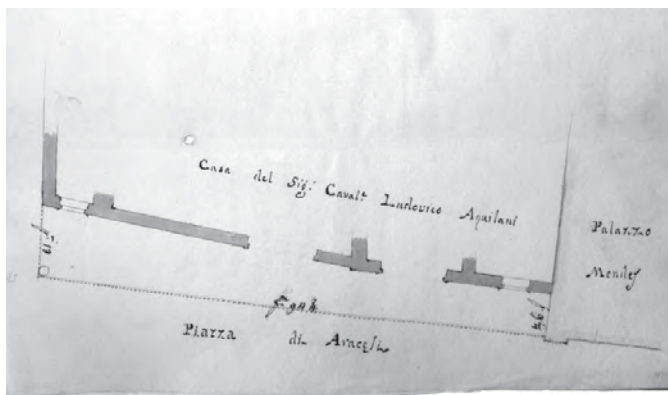 Casa del Sig.r Caval.e Ludovico Aquilani
Palazzo
Mendes
Piazza di Araceli